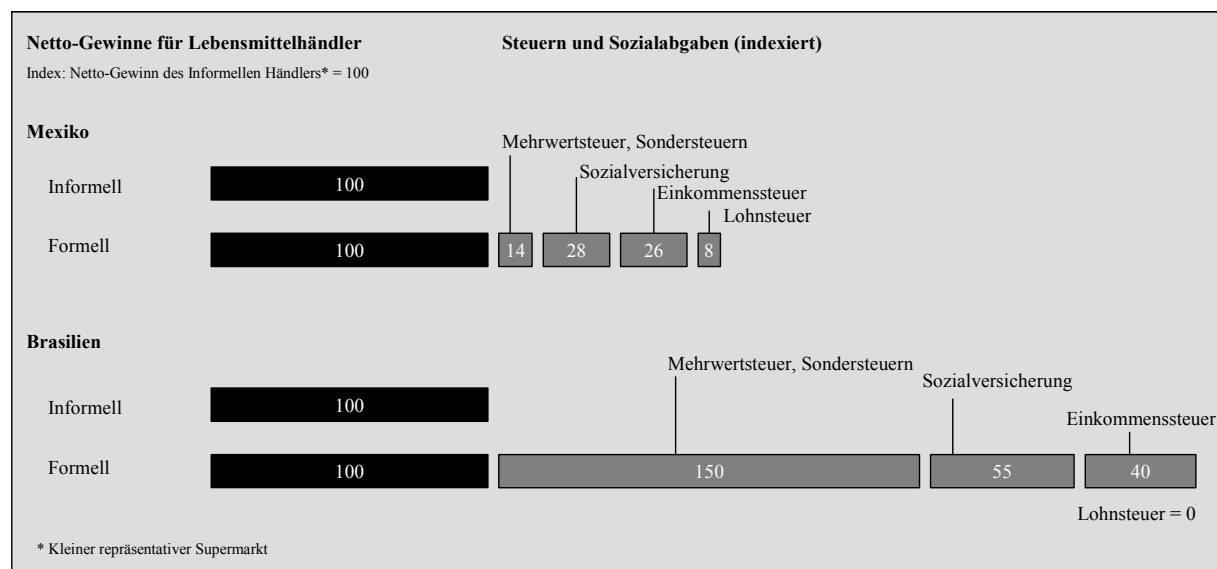 Netto-Gewinne für Lebensmittelhändler
Steuern und Sozialabgaben (indexiert)
Index: Netto-Gewinn des Informellen Händlers* = 100
Mexiko
Mehrwertsteuer, Sondersteuern
Sozialversicherung
Einkommenssteuer
Lohnsteuer
Informell 100
Formell 100 14 28 26 8
Brasilien
Mehrwertsteuer, Sondersteuern
Sozialversicherung
Einkommenssteuer
Informell 100
Formell 100 150 55 40
Lohnsteuer = 0
* Kleiner repräsentativer Supermarkt